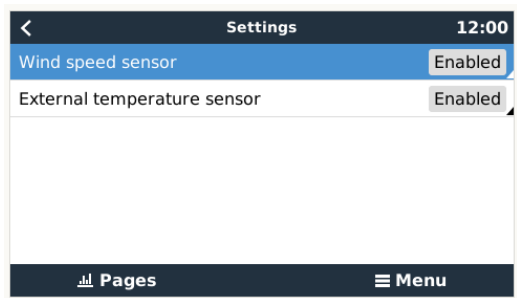 Settings 12:00
Wind speed sensor Enabled
External temperature sensor Enabled
Pages Menu